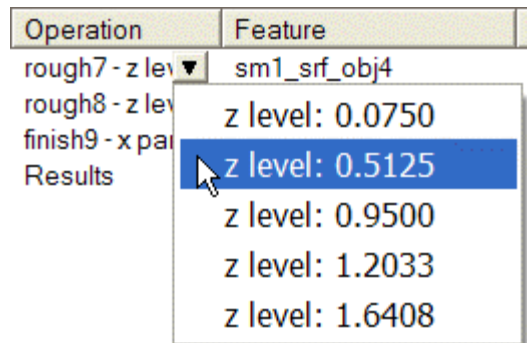 Operation Feature
rough7 - z lev sm1_srf_obj4
rough8 - z lev
finish9 - x par
Results
z level: 0.0750
z level: 0.5125
z level: 0.9500
z level: 1.2033
z level: 1.6408